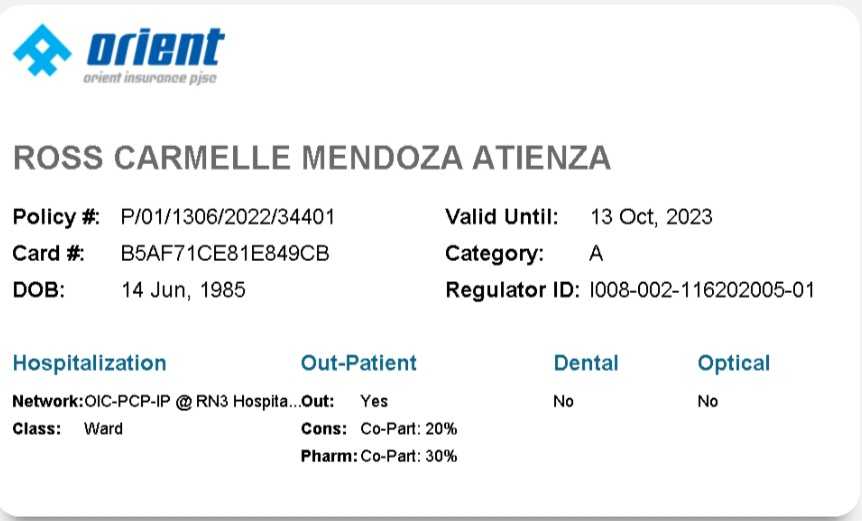 orient
orient insurance pjsc
ROSS CARMELLE MENDOZA ATIENZA
Policy #: P/01/1306/2022/34401 Valid Until: 13 Oct, 2023
Card #: B5AF71CE81E849CB Category: A
DOB: 14 Jun, 1985 Regulator ID: I008-002-116202005-01
Hospitalization Out-Patient Dental Optical
Network:OIC-PCP-IP @ RN3 Hospita...Out: Yes No No
Class: Ward Cons: Co-Part: 20%
Pharm: Co-Part: 30%